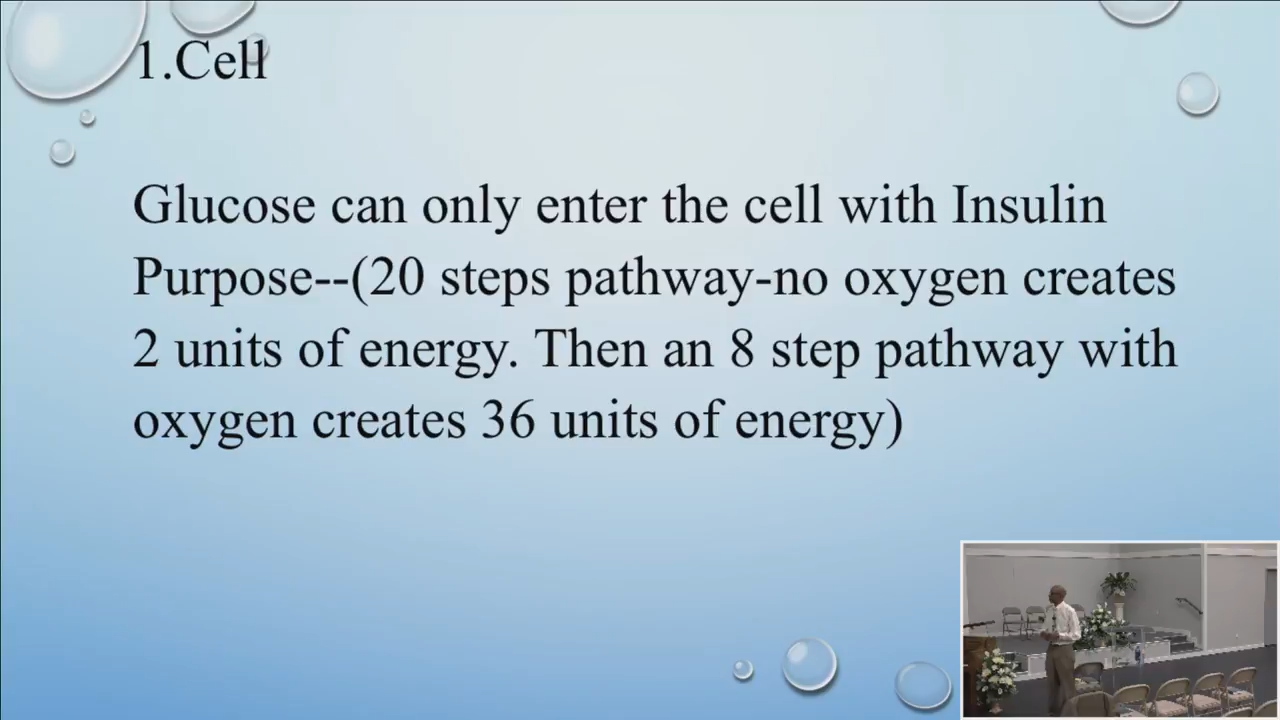 1.Cell
Glucose can only enter the cell with Insulin
Purpose--(20 steps pathway-no oxygen creates
2 units of energy. Then an 8 step pathway with
oxygen creates 36 units of energy)